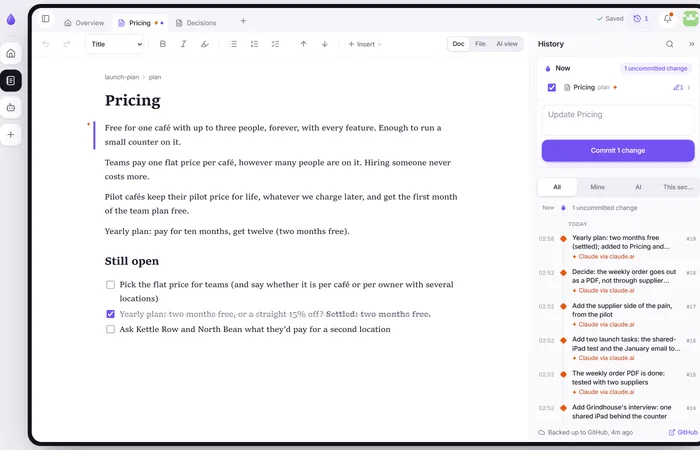 Overview
Pricing
Decisions
Saved
1
Title
Insert
Doc
File
AI view
launch-plan › plan
Pricing
Free for one café with up to three people, forever, with every feature. Enough to run a
small counter on it.
Teams pay one flat price per café, however many people are on it. Hiring someone never
costs more.
Pilot cafés keep their pilot price for life, whatever we charge later, and get the first month
of the team plan free.
Yearly plan: pay for ten months, get twelve (two months free).
Still open
Pick the flat price for teams (and say whether it is per café or per owner with several
locations)
Yearly plan: two months free, or a straight 15% off? Settled: two months free.
Ask Kettle Row and North Bean what they'd pay for a second location
History
Now
1 uncommitted change
Pricing plan
1
Update Pricing
Commit 1 change
All
Mine
AI
This sec...
Now
1 uncommitted change
TODAY
02:58
Yearly plan: two months free
(settled); added to Pricing and...
#19
Claude via claude.ai
02:52
Decide: the weekly order goes out
as a PDF, not through supplier...
#18
Claude via claude.ai
02:52
Add the supplier side of the pain,
from the pilot
#17
Claude via claude.ai
02:52
Add two launch tasks: the shared-
iPad test and the January email to...
#16
Claude via claude.ai
02:52
The weekly order PDF is done:
tested with two suppliers
#15
Claude via claude.ai
02:52
Add Grindhouse's interview: one
shared iPad behind the counter
#14
Backed up to GitHub, 4m ago
GitHub